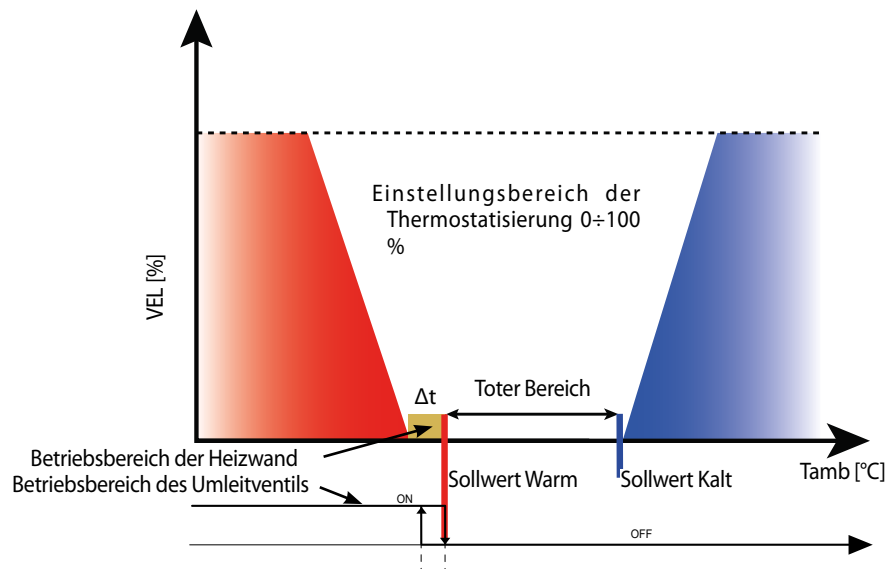 Einstellungsbereich der
Thermostatisierung 0÷100
%
VEL [%]
Δt
Toter Bereich
Betriebsbereich der Heizwand
Sollwert Warm
Sollwert Kalt
Tamb [°C]
Betriebsbereich des Umleitventils
ON
OFF